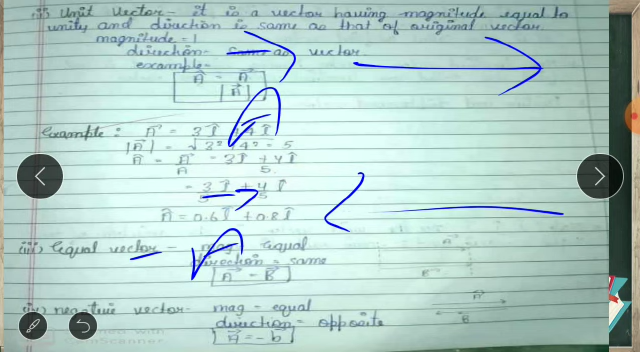 ii) Unit vector - it is a vector having magnitude equal to
unity and direction is same as that of original vector.
magnitude = 1
direction - same as vector
example -
Â = A⃗
|A⃗|
example : A⃗ = 3î + 4ĵ
|A⃗| = √3² + 4² = 5
Â = A⃗ = 3î + 4ĵ
A 5
= 3î + 4ĵ
5 5
Â = 0.6î + 0.8ĵ
iii) Equal vector - mag equal
direction = same
A⃗ = B⃗
A⃗
B⃗
iv) negative vector - mag - equal
direction - opposite
A⃗ = - b
A⃗
B